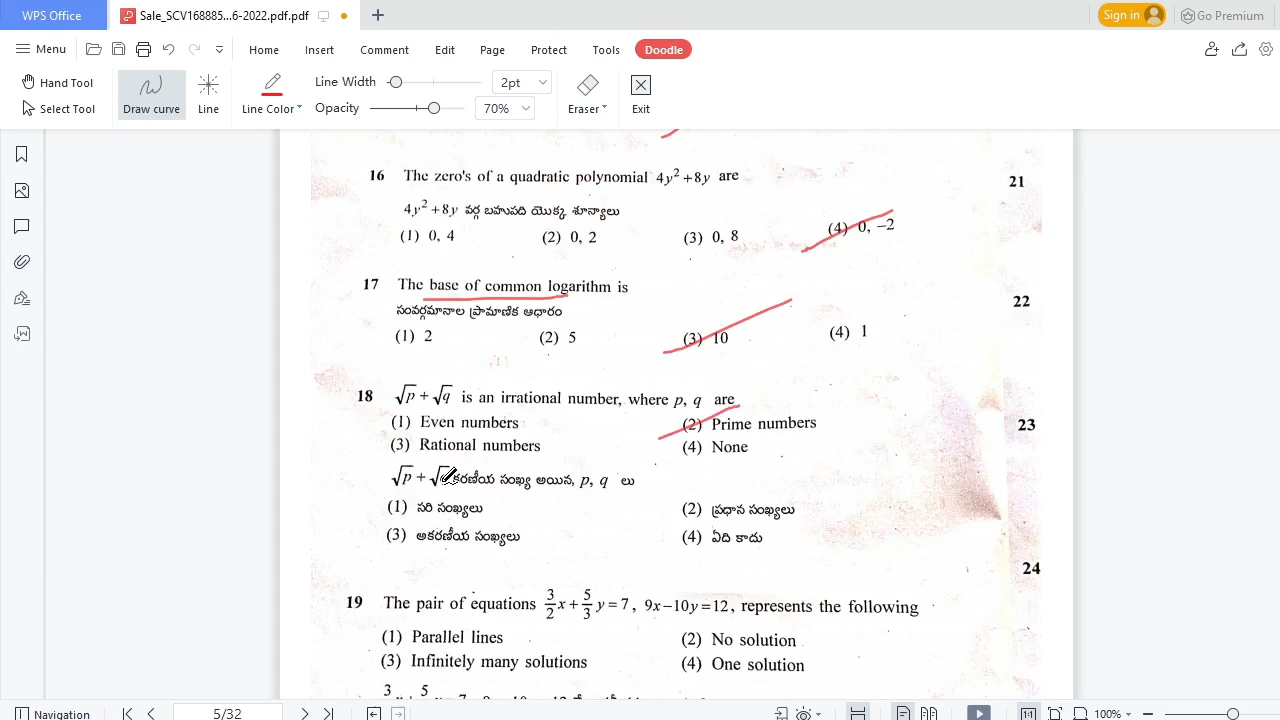 WPS Office
Sale_SCV168885...6-2022.pdf.pdf
Sign in
Go Premium
Menu
Home Insert Comment Edit Page Protect Tools Doodle
Hand Tool
Select Tool
Draw curve
Line
Line Color
Line Width
2pt
Opacity
70%
Eraser
Exit
16 The zero's of a quadratic polynomial 4y²+8y are
4y²+8y వర్గ బహుపది యొక్క శూన్యాలు
(1) 0, 4 (2) 0, 2 (3) 0, 8 (4) 0, −2
17 The base of common logarithm is
సంవర్గమానాల ప్రామాణిక ఆధారం
(1) 2 (2) 5 (3) 10 (4) 1
18 √p + √q is an irrational number, where p, q are
(1) Even numbers (2) Prime numbers
(3) Rational numbers (4) None
√p + √ కరణీయ సంఖ్య అయిన, p, q లు
(1) సరి సంఖ్యలు (2) ప్రధాన సంఖ్యలు
(3) అకరణీయ సంఖ్యలు (4) ఏది కాదు
19 The pair of equations 3/2 x + 5/3 y = 7, 9x−10y=12, represents the following
(1) Parallel lines (2) No solution
(3) Infinitely many solutions (4) One solution
21
22
23
24
Navigation
5/32
100%